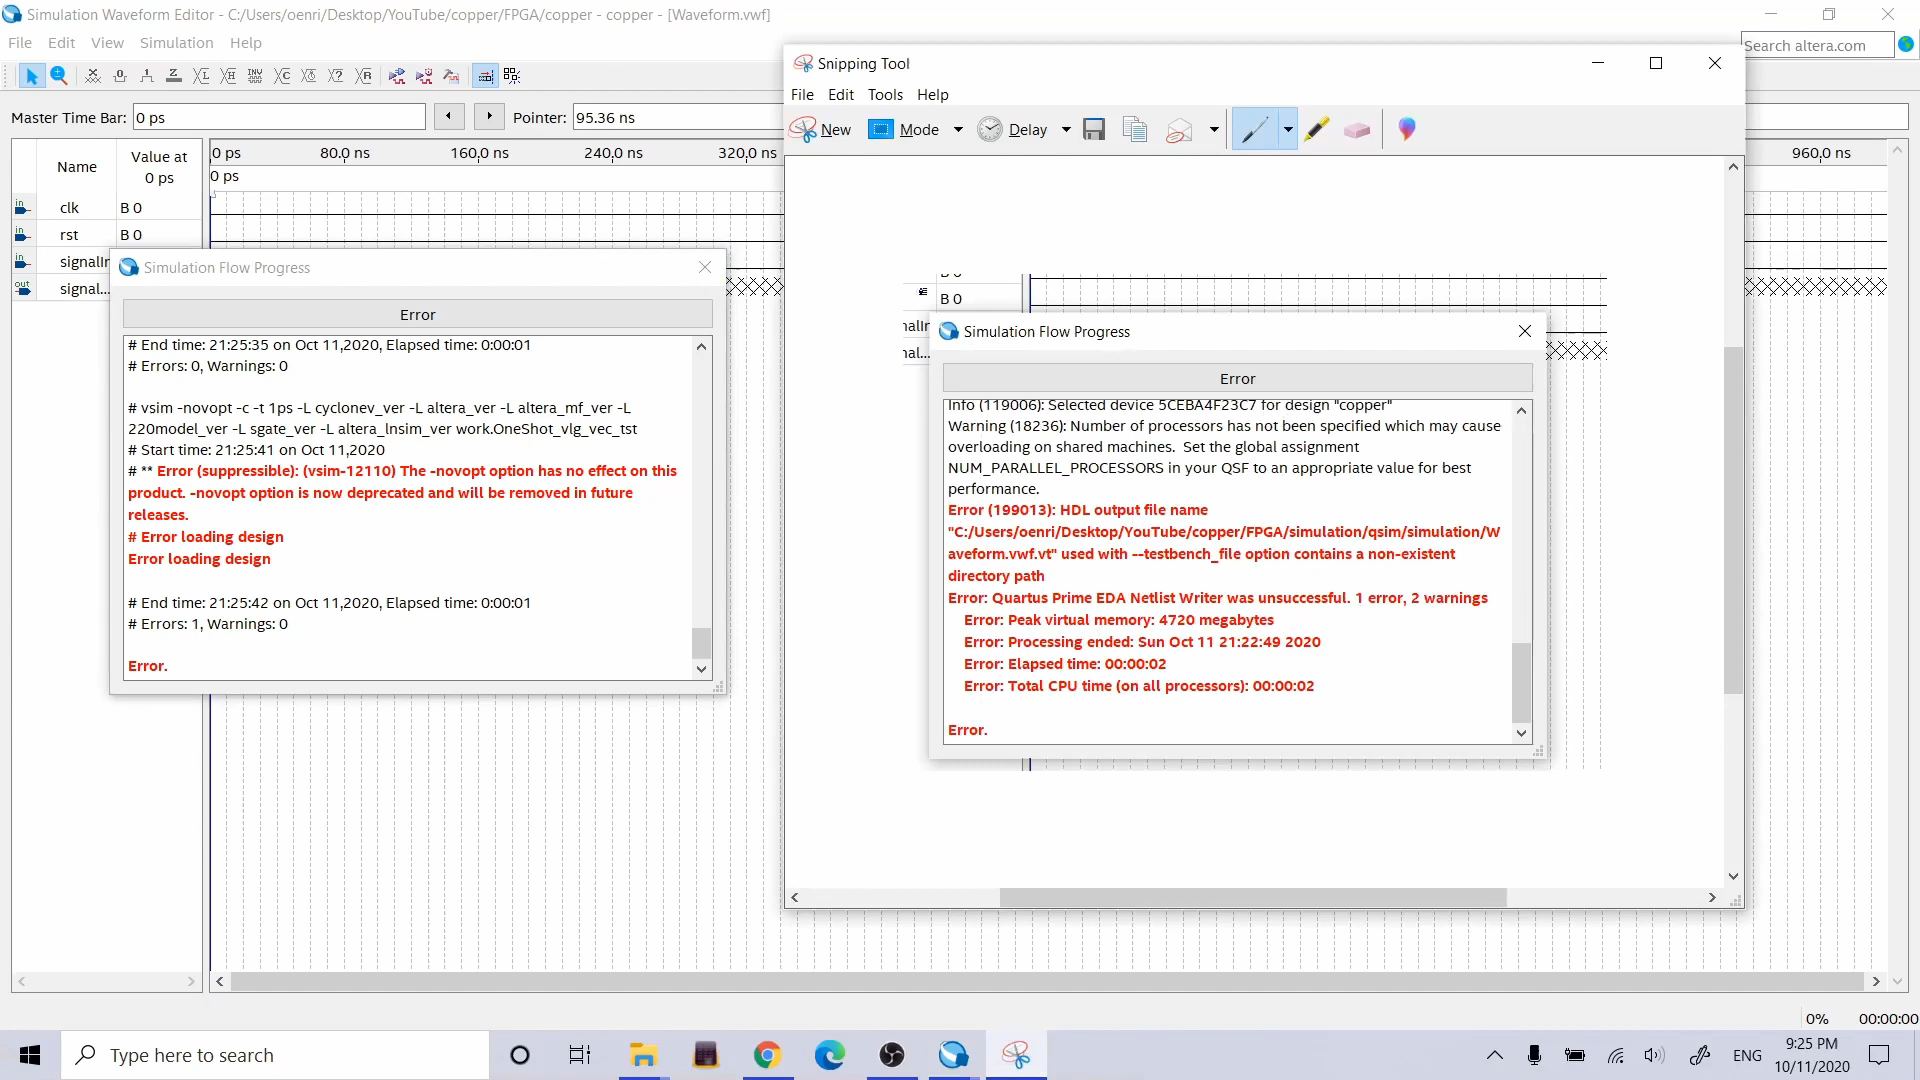 Simulation Waveform Editor - C:/Users/oenri/Desktop/YouTube/copper/FPGA/copper - copper - [Waveform.vwf]
File Edit View Simulation Help
Search altera.com
Master Time Bar: 0 ps Pointer: 95.36 ns
Name Value at 0 ps
0 ps 80.0 ns 160.0 ns 240.0 ns 320.0 ns 960.0 ns
0 ps
in clk B 0
in rst B 0
in signalIn
out signal...
Simulation Flow Progress
Error
# End time: 21:25:35 on Oct 11,2020, Elapsed time: 0:00:01
# Errors: 0, Warnings: 0
# vsim -novopt -c -t 1ps -L cyclonev_ver -L altera_ver -L altera_mf_ver -L
220model_ver -L sgate_ver -L altera_lnsim_ver work.OneShot_vlg_vec_tst
# Start time: 21:25:41 on Oct 11,2020
# ** Error (suppressible): (vsim-12110) The -novopt option has no effect on this
product. -novopt option is now deprecated and will be removed in future
releases.
# Error loading design
Error loading design
# End time: 21:25:42 on Oct 11,2020, Elapsed time: 0:00:01
# Errors: 1, Warnings: 0
Error.
Snipping Tool
File Edit Tools Help
New Mode Delay
B 0
B 0
nalIn
nal...
Simulation Flow Progress
Error
Info (119006): Selected device 5CEBA4F23C7 for design "copper"
Warning (18236): Number of processors has not been specified which may cause
overloading on shared machines. Set the global assignment
NUM_PARALLEL_PROCESSORS in your QSF to an appropriate value for best
performance.
Error (199013): HDL output file name
"C:/Users/oenri/Desktop/YouTube/copper/FPGA/simulation/qsim/simulation/W
aveform.vwf.vt" used with --testbench_file option contains a non-existent
directory path
Error: Quartus Prime EDA Netlist Writer was unsuccessful. 1 error, 2 warnings
Error: Peak virtual memory: 4720 megabytes
Error: Processing ended: Sun Oct 11 21:22:49 2020
Error: Elapsed time: 00:00:02
Error: Total CPU time (on all processors): 00:00:02
Error.
0% 00:00:00
Type here to search
ENG
9:25 PM
10/11/2020